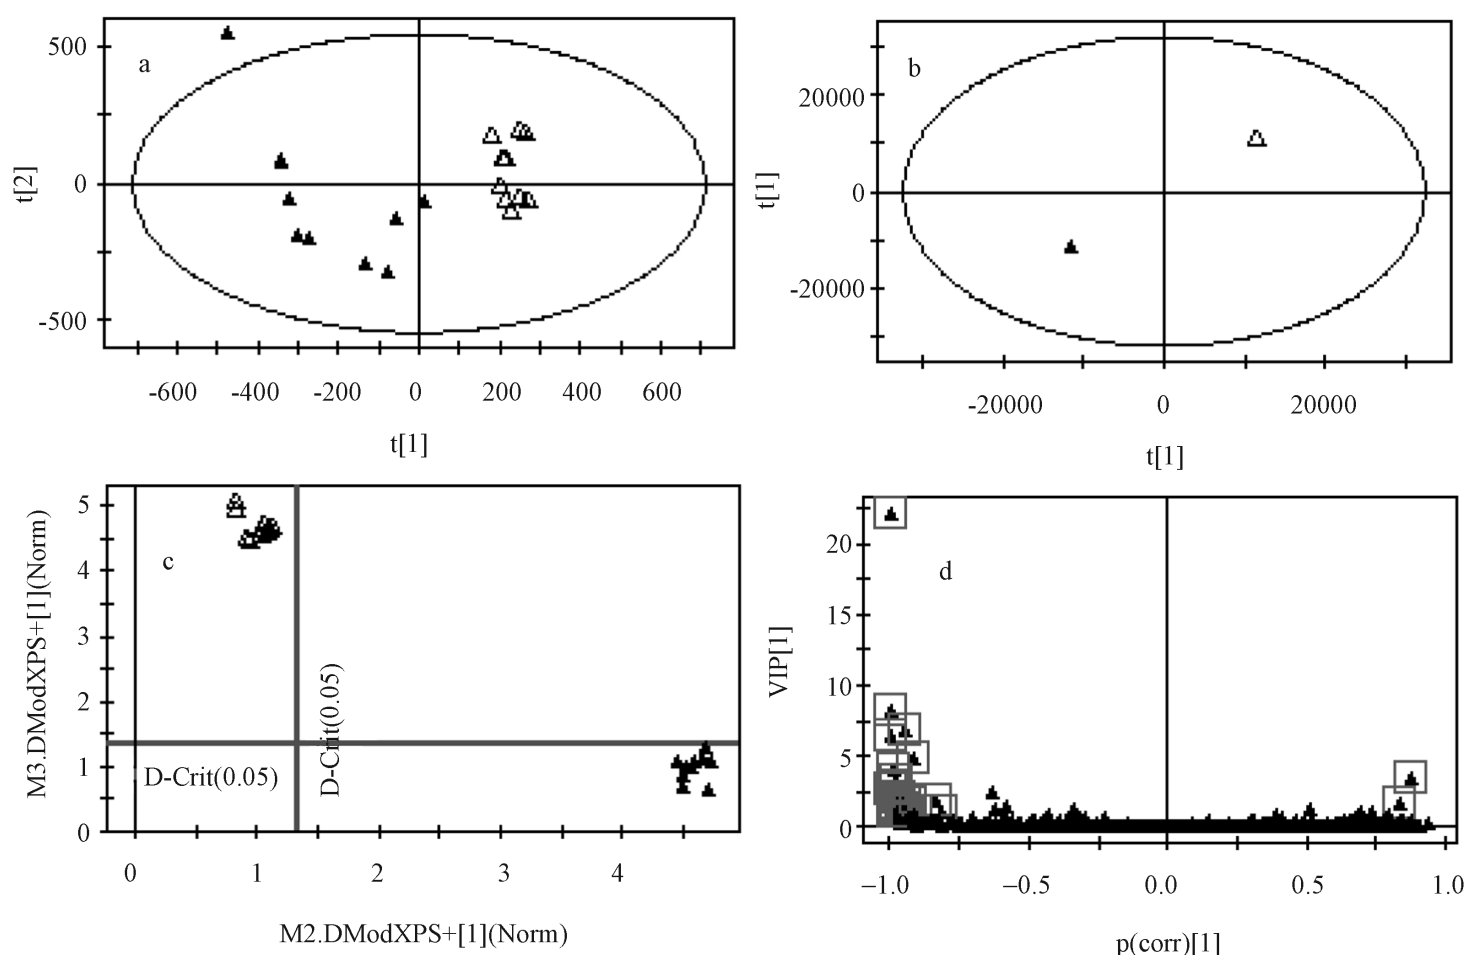 a
500
0
-500
t[2]
-600 -400 -200 0 200 400 600
t[1]
b
20000
0
-20000
t[1]
-20000 0 20000
t[1]
c
5
4
3
2
1
0
M3.DModXPS+[1](Norm)
D-Crit(0.05)
D-Crit(0.05)
0 1 2 3 4
M2.DModXPS+[1](Norm)
d
20
15
10
5
0
VIP[1]
–1.0 –0.5 0.0 0.5 1.0
p(corr)[1]